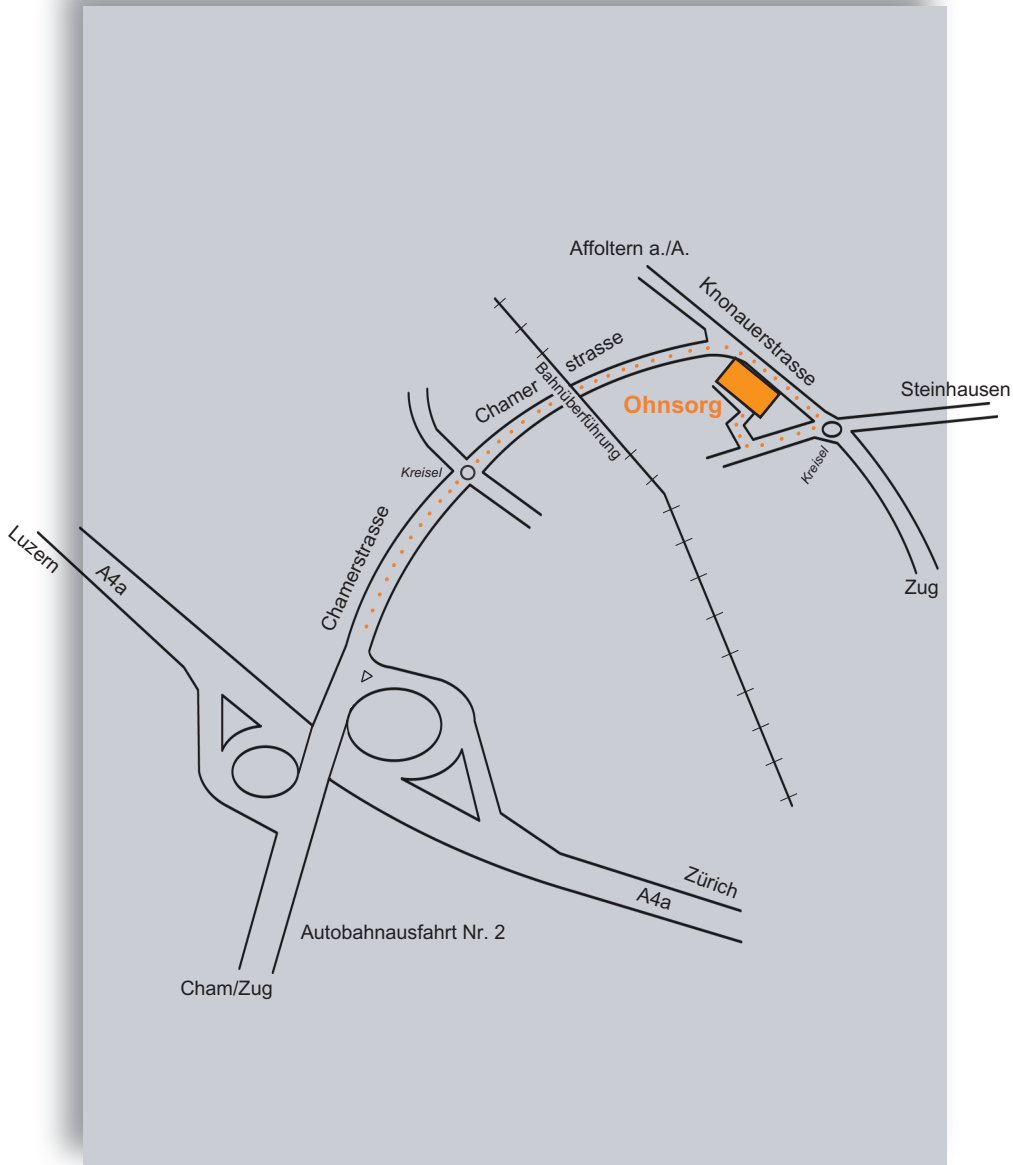 Affoltern a./A.
Knonauerstrasse
strasse
Chamer
Bahnüberführung
Steinhausen
Ohnsorg
Kreisel
Kreisel
Chamerstrasse
Luzern
A4a
Zug
Zürich
A4a
Autobahnausfahrt Nr. 2
Cham/Zug